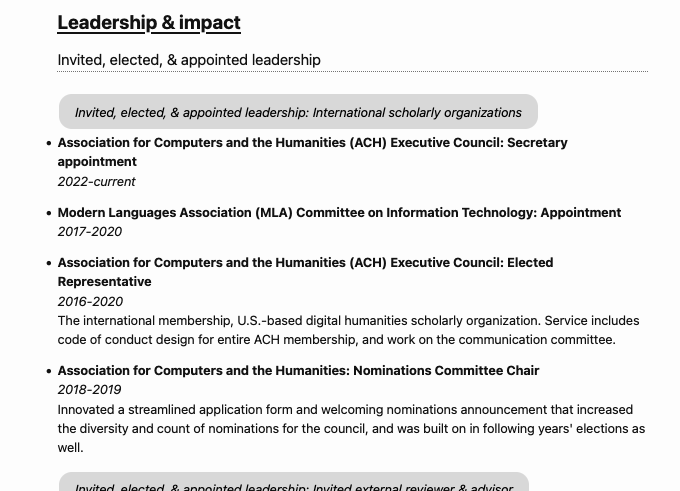 Leadership & impact
Invited, elected, & appointed leadership
Invited, elected, & appointed leadership: International scholarly organizations
• Association for Computers and the Humanities (ACH) Executive Council: Secretary
appointment
2022-current
• Modern Languages Association (MLA) Committee on Information Technology: Appointment
2017-2020
• Association for Computers and the Humanities (ACH) Executive Council: Elected
Representative
2016-2020
The international membership, U.S.-based digital humanities scholarly organization. Service includes
code of conduct design for entire ACH membership, and work on the communication committee.
• Association for Computers and the Humanities: Nominations Committee Chair
2018-2019
Innovated a streamlined application form and welcoming nominations announcement that increased
the diversity and count of nominations for the council, and was built on in following years' elections as
well.
Invited, elected, & appointed leadership: Invited external reviewer & advisor